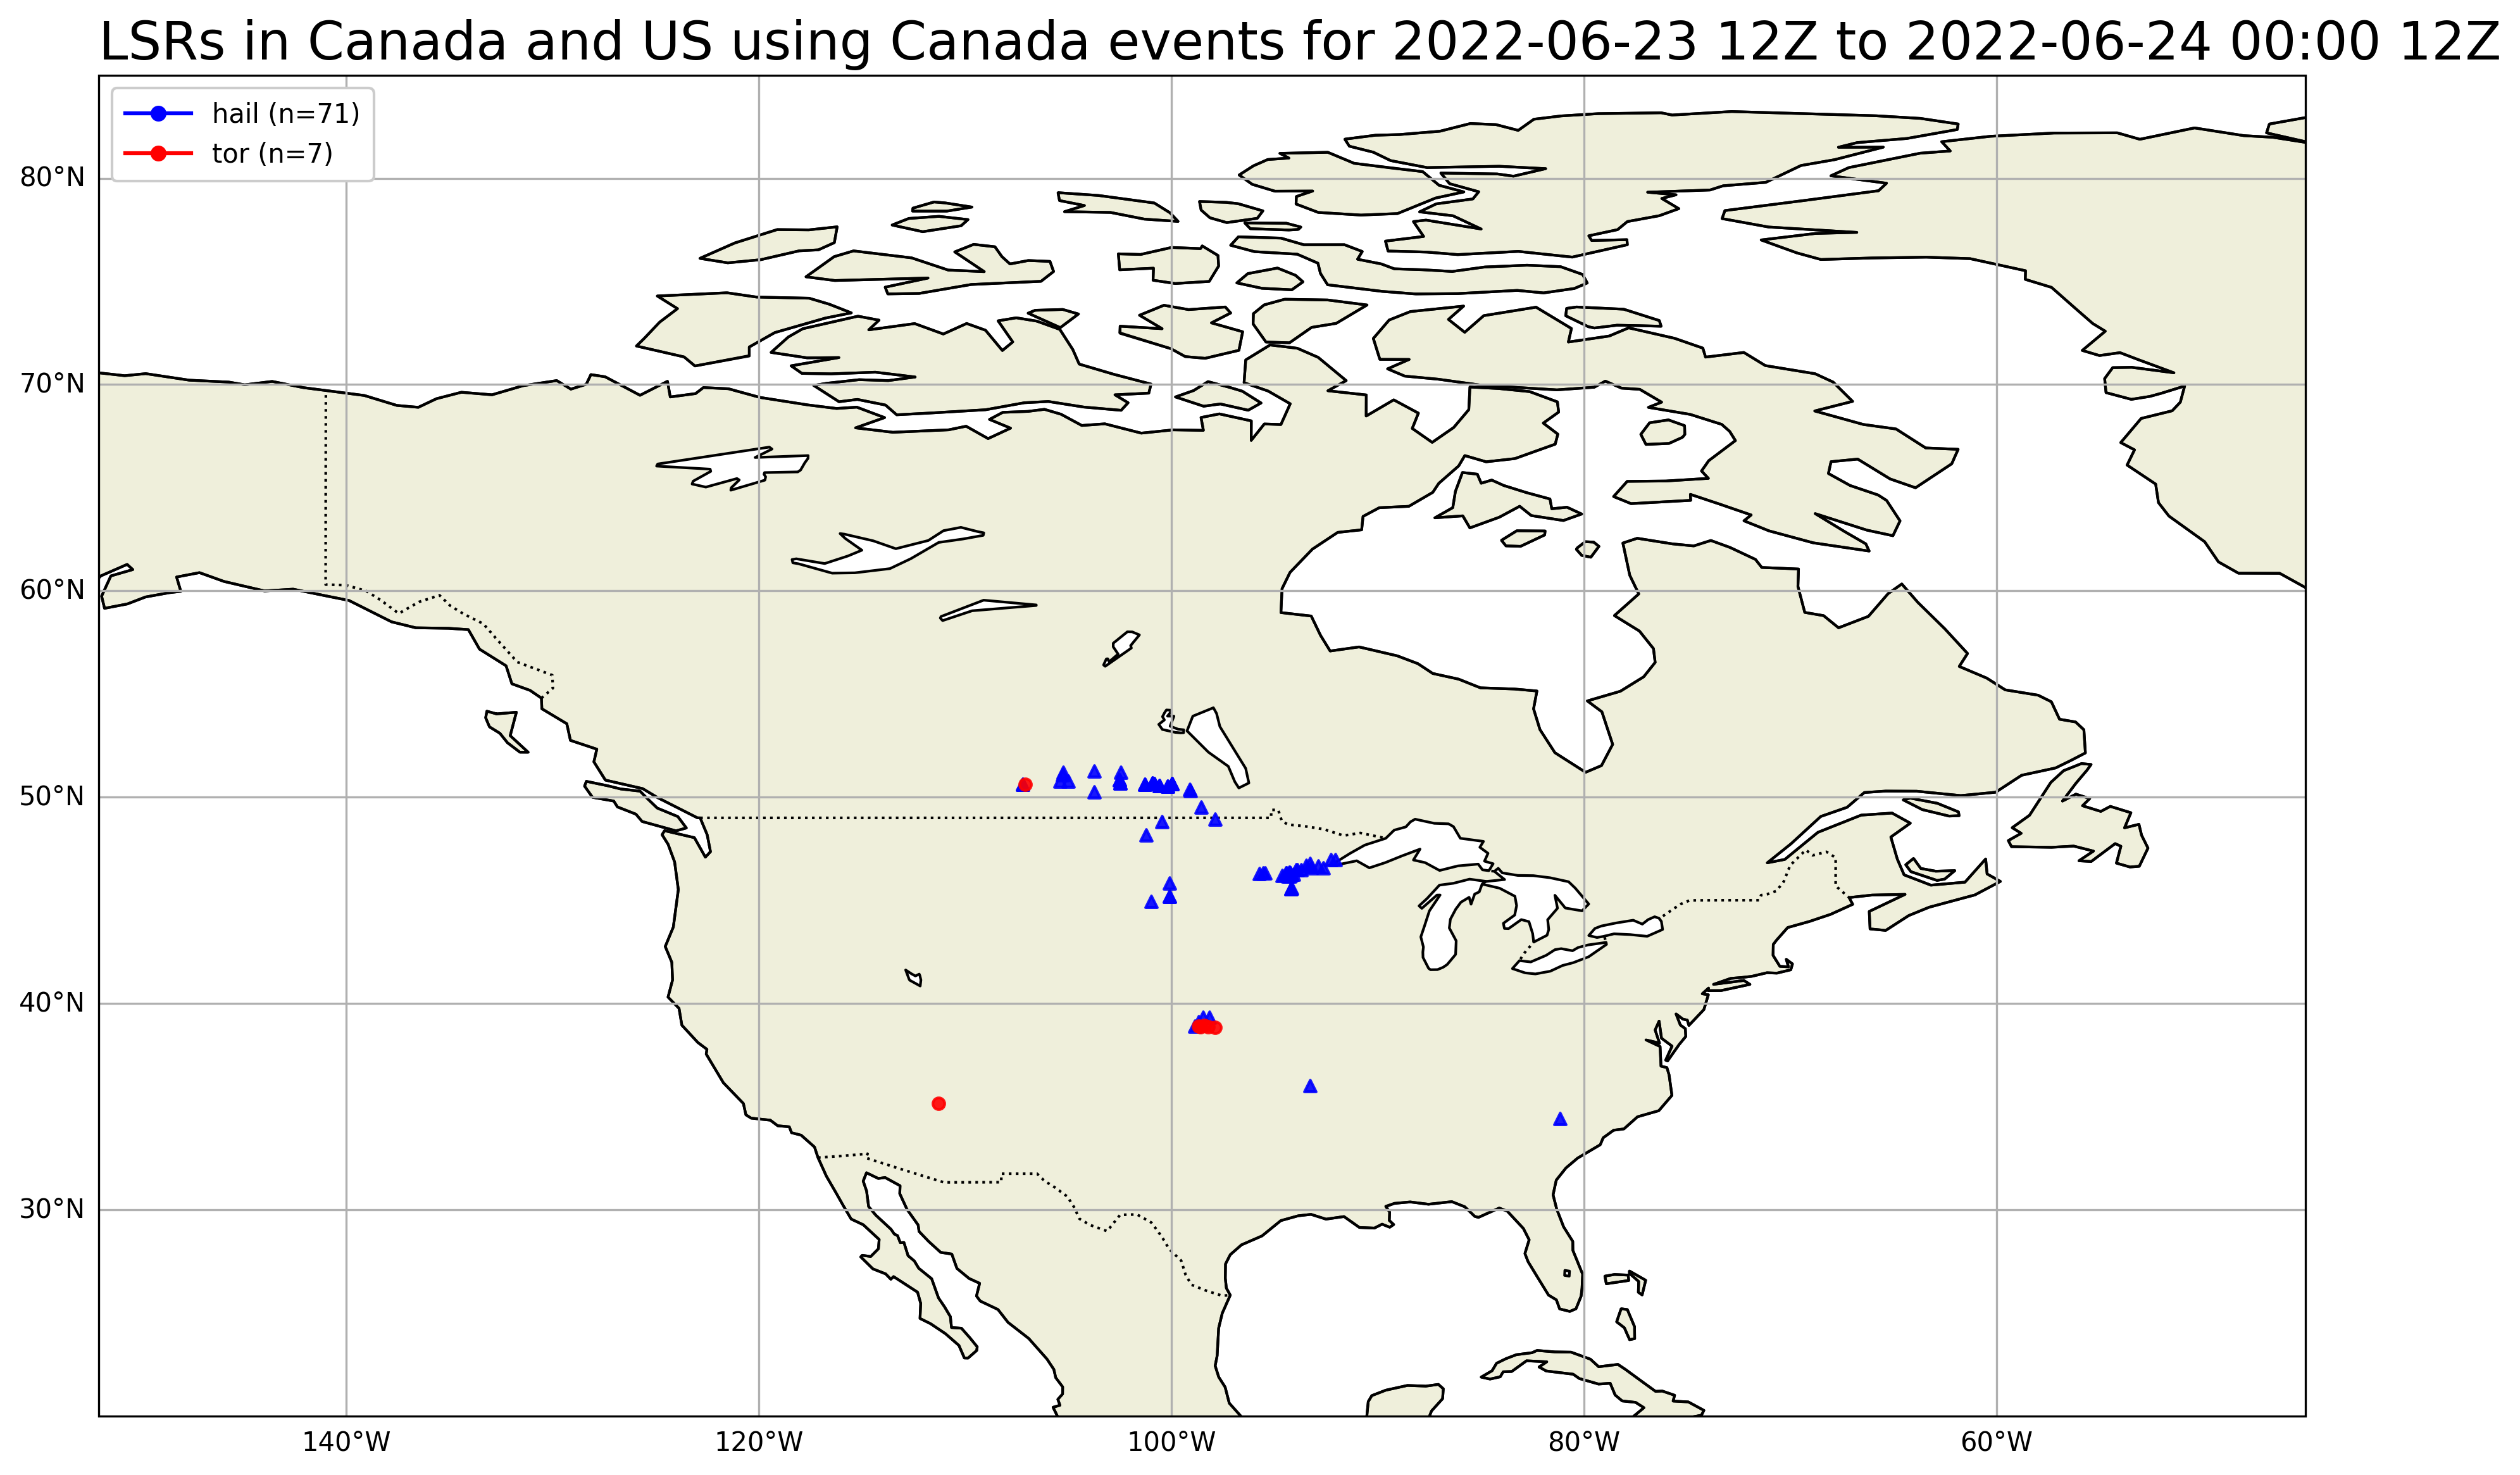 LSRs in Canada and US using Canada events for 2022-06-23 12Z to 2022-06-24 00:00 12Z
hail (n=71)
tor (n=7)
80°N
70°N
60°N
50°N
40°N
30°N
140°W
120°W
100°W
80°W
60°W